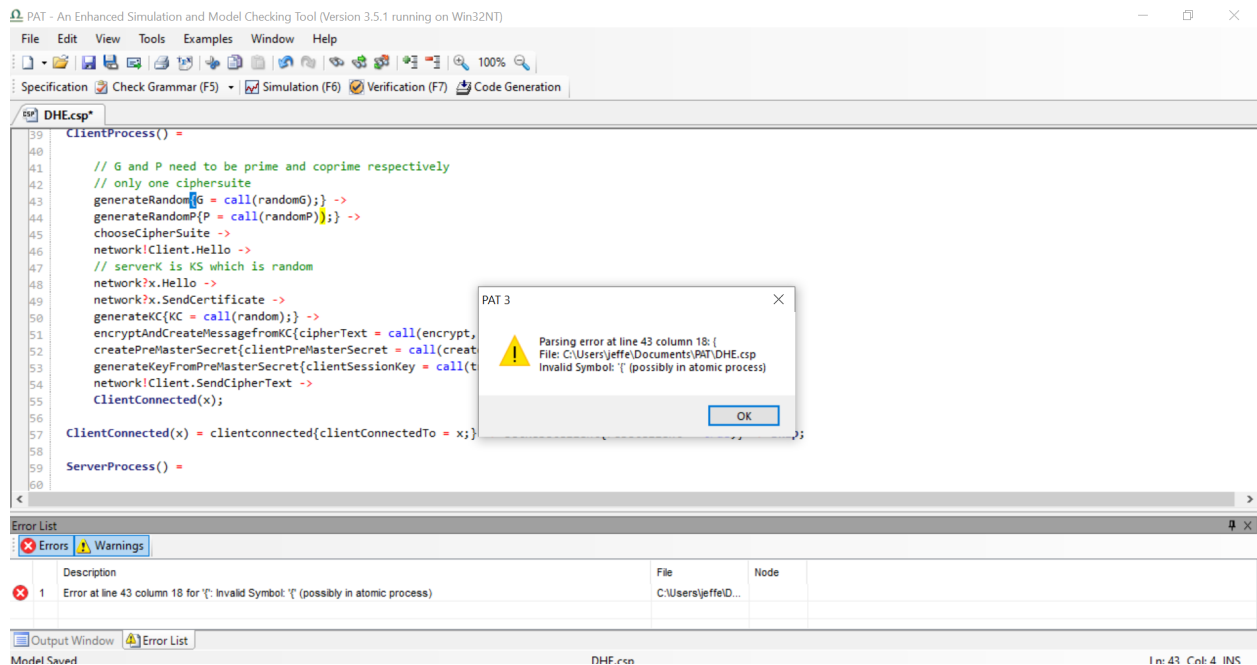 PAT - An Enhanced Simulation and Model Checking Tool (Version 3.5.1 running on Win32NT)
File Edit View Tools Examples Window Help
100%
Specification Check Grammar (F5) Simulation (F6) Verification (F7) Code Generation
CSP DHE.csp*
39 ClientProcess() =
40
41 // G and P need to be prime and coprime respectively
42 // only one ciphersuite
43 generateRandom{G = call(randomG);} ->
44 generateRandomP{P = call(randomP));} ->
45 chooseCipherSuite ->
46 network!Client.Hello ->
47 // serverK is KS which is random
48 network?x.Hello ->
49 network?x.SendCertificate ->
50 generateKC{KC = call(random);} ->
51 encryptAndCreateMessagefromKC{cipherText = call(encrypt,
52 createPreMasterSecret{clientPreMasterSecret = call(creat
53 generateKeyFromPreMasterSecret{clientSessionKey = call(t
54 network!Client.SendCipherText ->
55 ClientConnected(x);
56
57 ClientConnected(x) = clientconnected{clientConnectedTo = x;}
58
59 ServerProcess() =
60
PAT 3
Parsing error at line 43 column 18: {
File: C:\Users\jeffe\Documents\PAT\DHE.csp
Invalid Symbol: '{' (possibly in atomic process)
OK
Error List
Errors Warnings
Description File Node
1 Error at line 43 column 18 for '{': Invalid Symbol: '{' (possibly in atomic process) C:\Users\jeffe\D...
Output Window Error List
Model Saved DHE.csp Ln: 43 Col: 4 INS